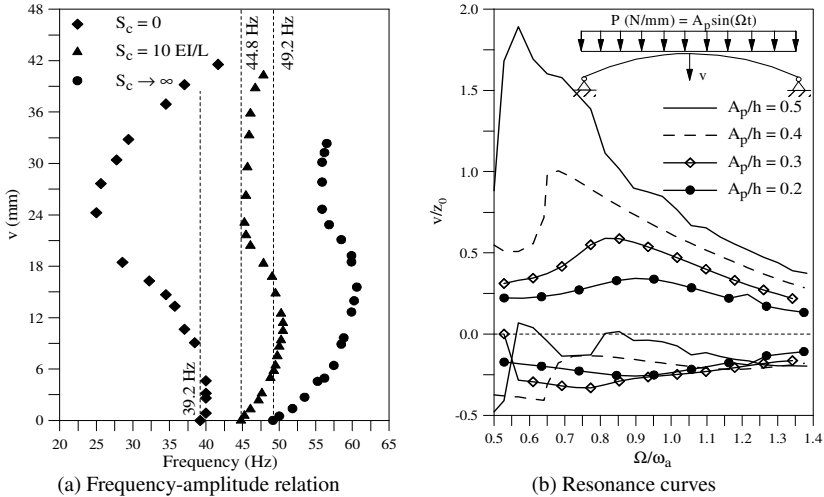 48
42
36
30
24
18
12
6
0
v (mm)
S_c = 0
S_c = 10 EI/L
S_c → ∞
44.8 Hz
49.2 Hz
39.2 Hz
20 25 30 35 40 45 50 55 60 65
Frequency (Hz)
(a) Frequency-amplitude relation
2.0
1.5
1.0
0.5
0.0
-0.5
v/z_0
P (N/mm) = A_p sin(Ωt)
v
A_p/h = 0.5
A_p/h = 0.4
A_p/h = 0.3
A_p/h = 0.2
0.5 0.6 0.7 0.8 0.9 1.0 1.1 1.2 1.3 1.4
Ω/ω_a
(b) Resonance curves